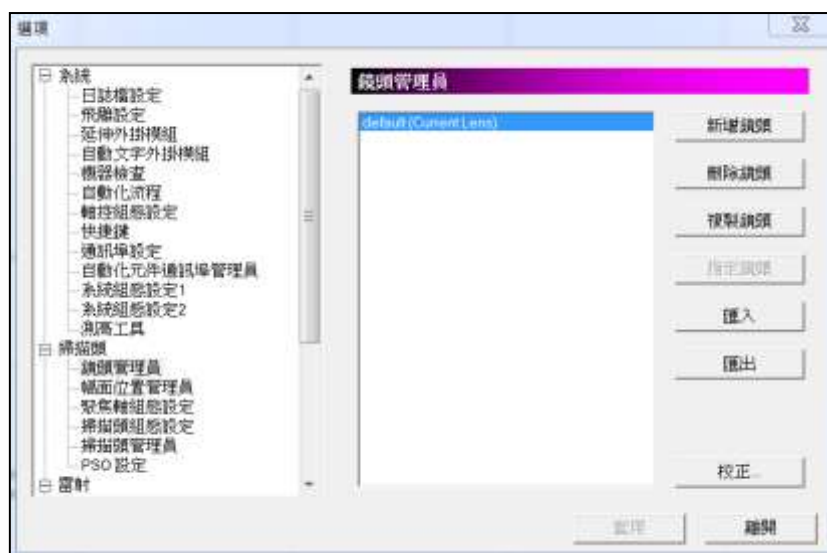 選項
系統
日誌檔設定
飛雕設定
延伸外掛模組
自動文字外掛模組
機器檢查
自動化流程
軸控組態設定
快捷鍵
通訊埠設定
自動化元件通訊埠管理員
系統組態設定1
系統組態設定2
測高工具
掃描頭
鏡頭管理員
幅面位置管理員
聚焦軸組態設定
掃描頭組態設定
掃描頭管理員
PSO 設定
雷射
鏡頭管理員
default (Current Lens)
新增鏡頭
刪除鏡頭
複製鏡頭
指定鏡頭
匯入
匯出
校正...
套用
離開